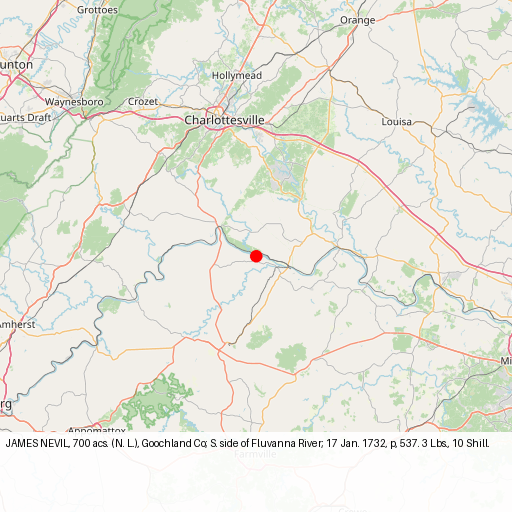 Grottoes
Orange
unton
Hollymead
Waynesboro
Crozet
uarts Draft
Charlottesville
Louisa
Amherst
Mi
rg
Appomattox
JAMES NEVIL, 700 acs. (N. L.), Goochland Co; S. side of Fluvanna River, 17 Jan. 1732, p, 537. 3 Lbs, 10 Shill.
Farmville